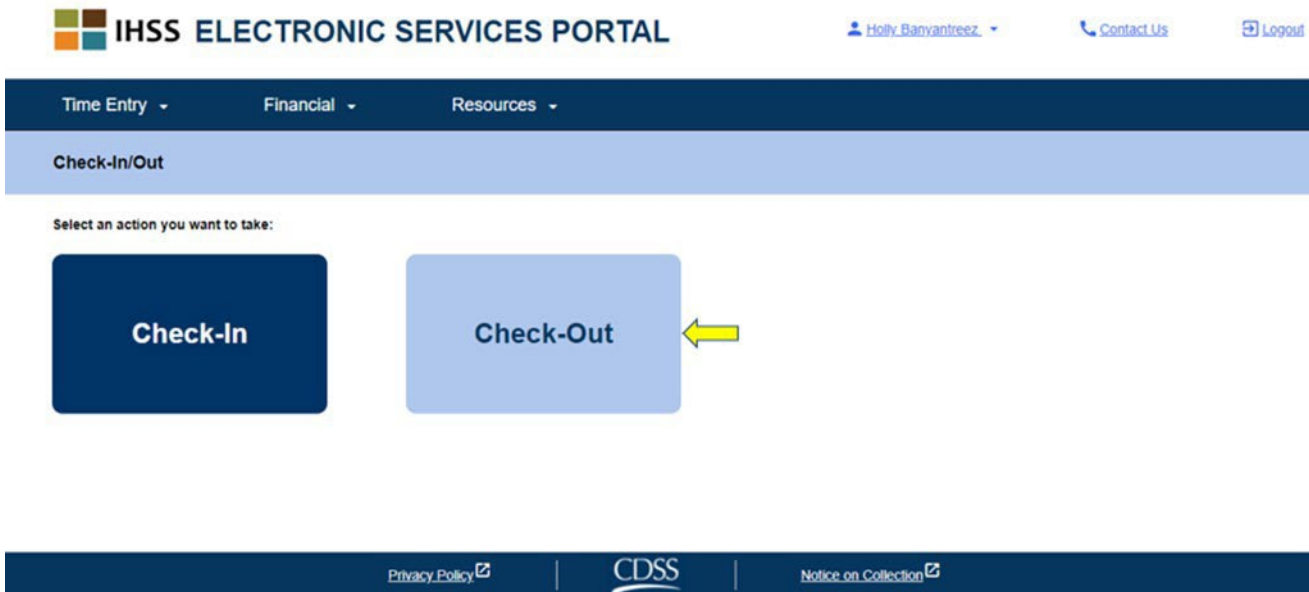 IHSS ELECTRONIC SERVICES PORTAL
Holly Banyantreez
Contact Us
Logout
Time Entry
Financial
Resources
Check-In/Out
Select an action you want to take:
Check-In
Check-Out
Privacy Policy
CDSS
Notice on Collection